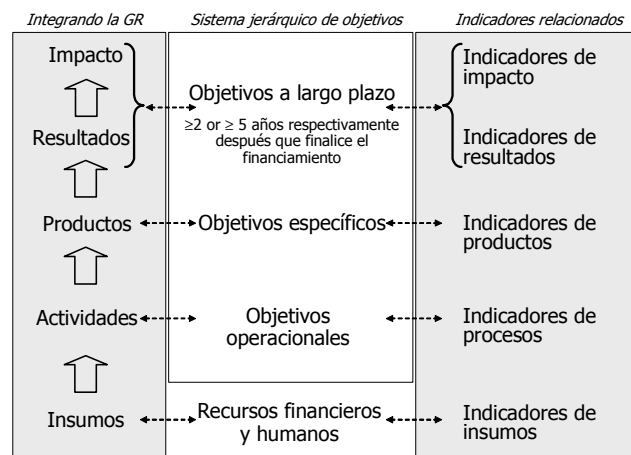 Integrando la GR
Sistema jerárquico de objetivos
Indicadores relacionados
Impacto
Resultados
Productos
Actividades
Insumos
Objetivos a largo plazo
≥2 or ≥ 5 años respectivamente
después que finalice el
financiamiento
Objetivos específicos
Objetivos
operacionales
Recursos financieros
y humanos
Indicadores de
impacto
Indicadores de
resultados
Indicadores de
productos
Indicadores de
procesos
Indicadores de
insumos